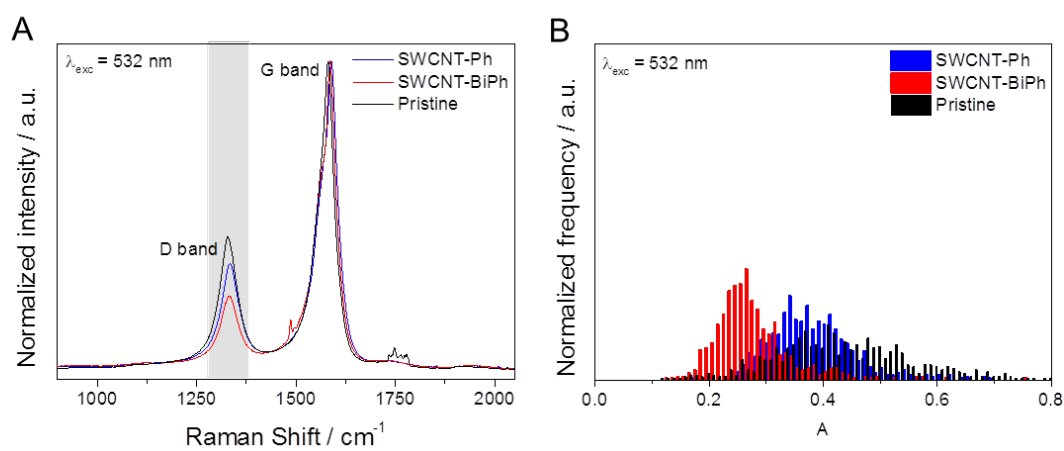 A
λexc = 532 nm
SWCNT-Ph
SWCNT-BiPh
Pristine
G band
D band
Normalized intensity / a.u.
1000 1250 1500 1750 2000
Raman Shift / cm⁻¹
B
λexc = 532 nm
SWCNT-Ph
SWCNT-BiPh
Pristine
Normalized frequency / a.u.
0.0 0.2 0.4 0.6 0.8
A